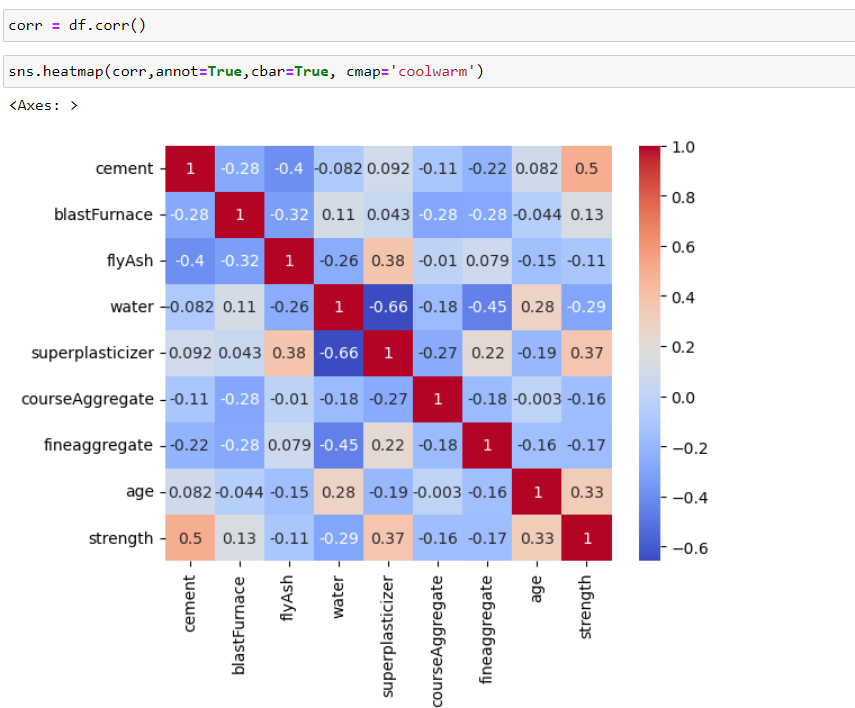 corr = df.corr()
sns.heatmap(corr,annot=True,cbar=True, cmap='coolwarm')
<Axes: >
cement 1 -0.28 -0.4 -0.082 0.092 -0.11 -0.22 0.082 0.5
blastFurnace -0.28 1 -0.32 0.11 0.043 -0.28 -0.28 -0.044 0.13
flyAsh -0.4 -0.32 1 -0.26 0.38 -0.01 0.079 -0.15 -0.11
water -0.082 0.11 -0.26 1 -0.66 -0.18 -0.45 0.28 -0.29
superplasticizer 0.092 0.043 0.38 -0.66 1 -0.27 0.22 -0.19 0.37
courseAggregate -0.11 -0.28 -0.01 -0.18 -0.27 1 -0.18 -0.003 -0.16
fineaggregate -0.22 -0.28 0.079 -0.45 0.22 -0.18 1 -0.16 -0.17
age 0.082 -0.044 -0.15 0.28 -0.19 -0.003 -0.16 1 0.33
strength 0.5 0.13 -0.11 -0.29 0.37 -0.16 -0.17 0.33 1
cement blastFurnace flyAsh water superplasticizer courseAggregate fineaggregate age strength
1.0
0.8
0.6
0.4
0.2
0.0
−0.2
−0.4
−0.6